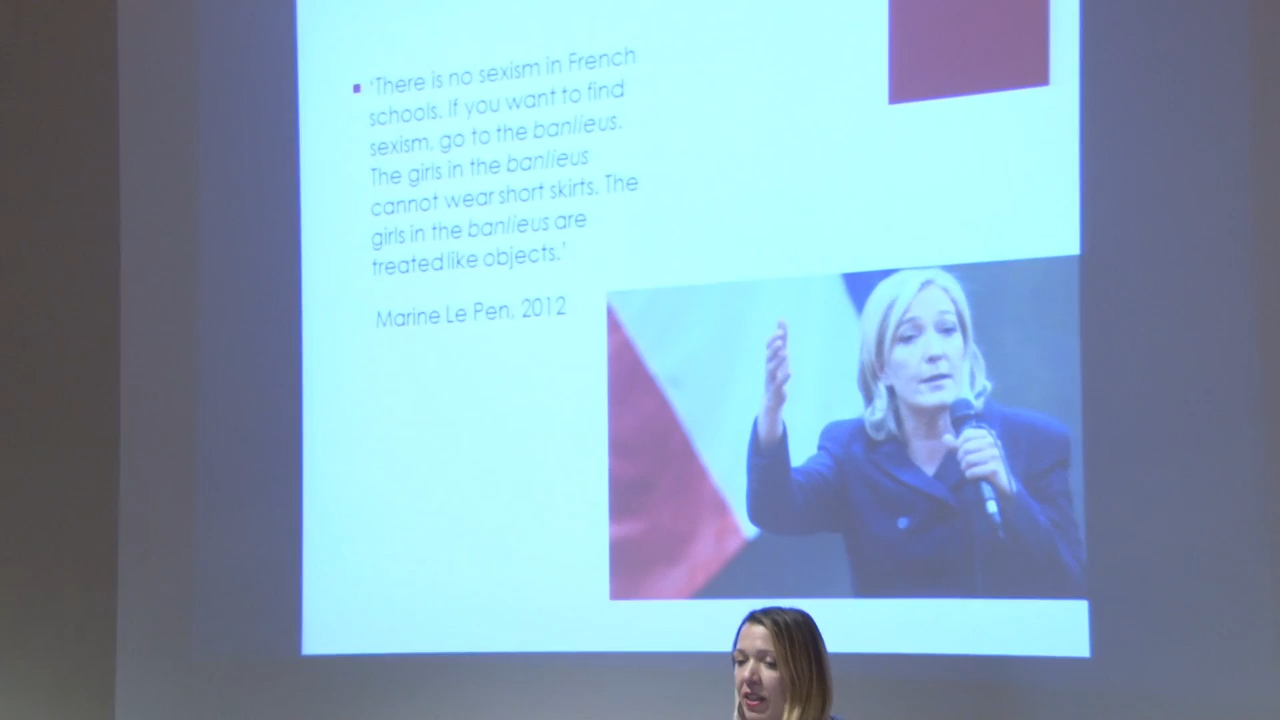 ‘There is no sexism in French
schools. If you want to find
sexism, go to the banlieus.
The girls in the banlieus
cannot wear short skirts. The
girls in the banlieus are
treated like objects.’
Marine Le Pen, 2012